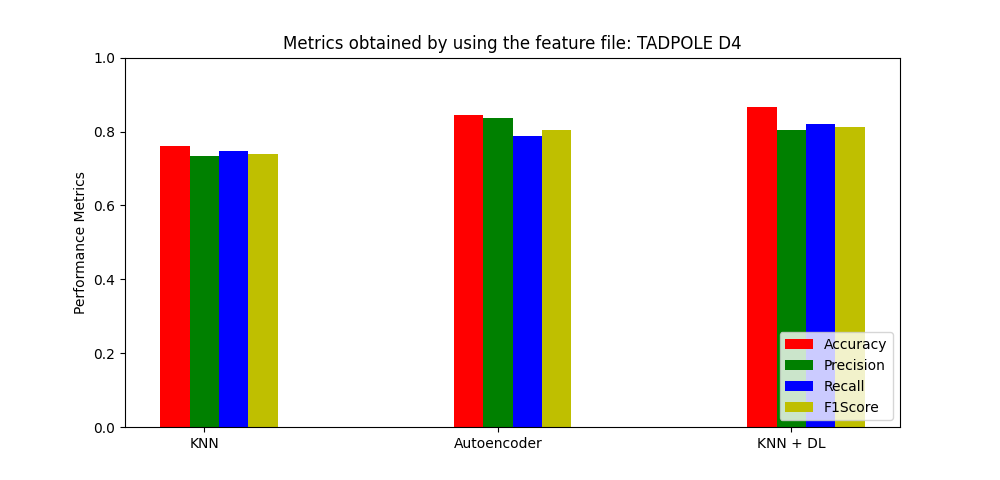 Metrics obtained by using the feature file: TADPOLE D4
1.0
0.8
0.6
0.4
0.2
0.0
Performance Metrics
KNN
Autoencoder
KNN + DL
Accuracy
Precision
Recall
F1Score